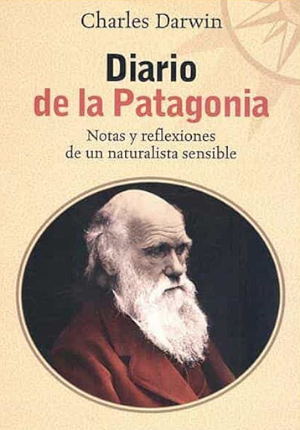 Charles Darwin
Diario
de la Patagonia
Notas y reflexiones
de un naturalista sensible